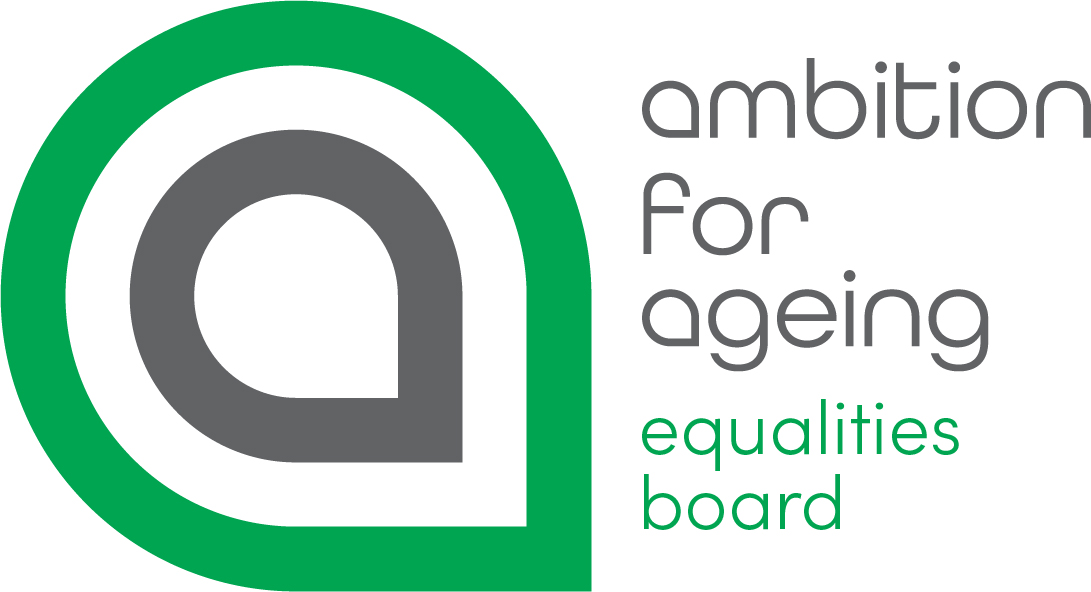 ambition
for
ageing
equalities
board